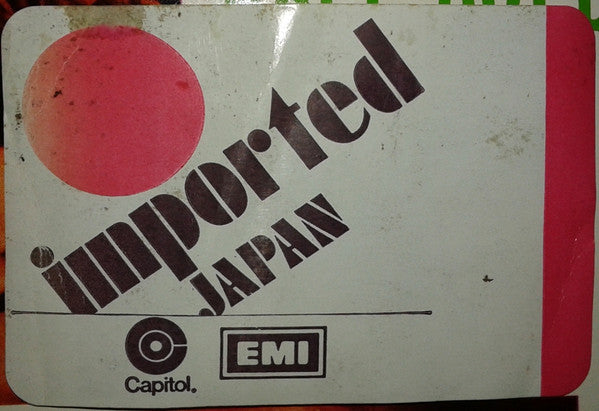 imported
JAPAN
EMI
Capitol.